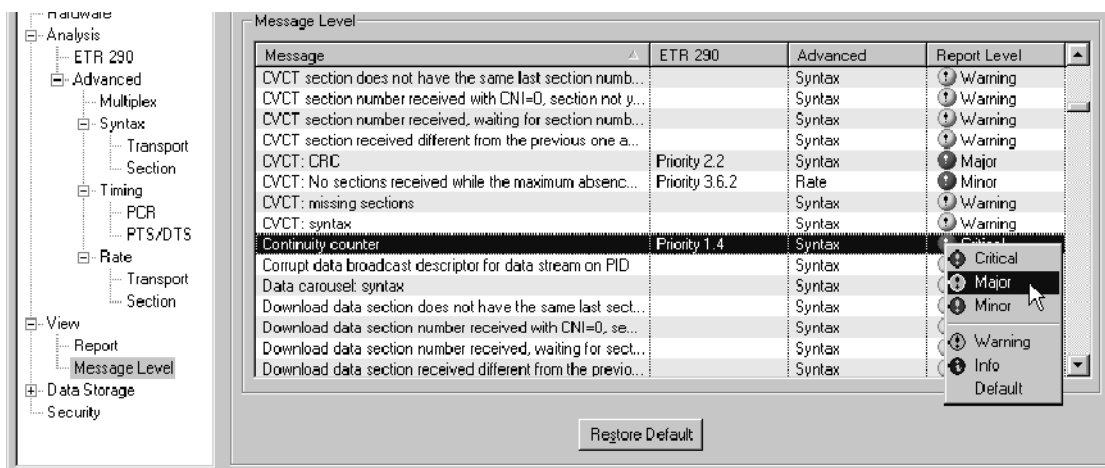 Hardware
Analysis
ETR 290
Advanced
Multiplex
Syntax
Transport
Section
Timing
PCR
PTS/DTS
Rate
Transport
Section
View
Report
Message Level
Data Storage
Security
Message Level
Message ETR 290 Advanced Report Level
CVCT section does not have the same last section numb... Syntax Warning
CVCT section number received with CNI=0, section not y... Syntax Warning
CVCT section number received, waiting for section numb... Syntax Warning
CVCT section received different from the previous one a... Syntax Warning
CVCT: CRC Priority 2.2 Syntax Major
CVCT: No sections received while the maximum absenc... Priority 3.6.2 Rate Minor
CVCT: missing sections Syntax Warning
CVCT: syntax Syntax Warning
Continuity counter Priority 1.4 Syntax Critical
Corrupt data broadcast descriptor for data stream on PID Syntax
Data carousel: syntax Syntax
Download data section does not have the same last sect... Syntax
Download data section number received with CNI=0, se... Syntax
Download data section number received, waiting for sect... Syntax
Download data section received different from the previo... Syntax
Critical
Major
Minor
Warning
Info
Default
Restore Default